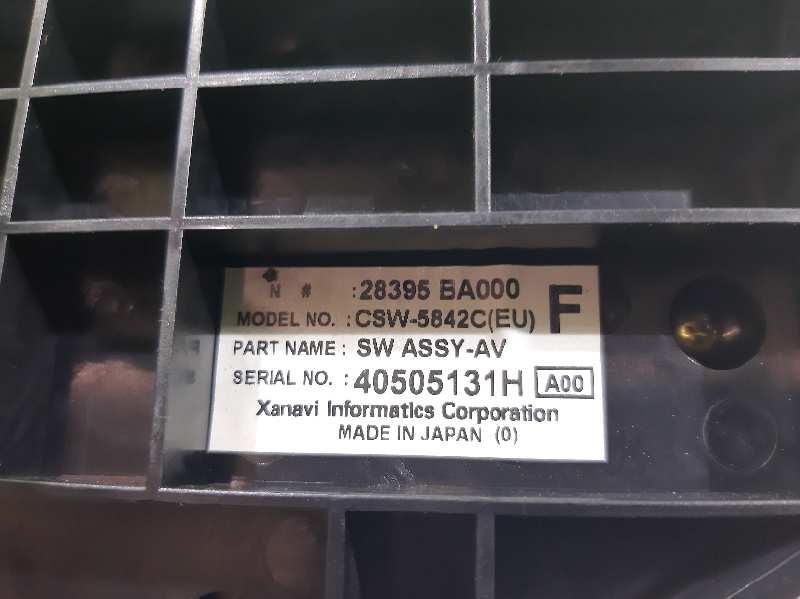 N # : 28395 BA000
MODEL NO. : CSW-5842C(EU) F
PART NAME : SW ASSY-AV
SERIAL NO. : 40505131H A00
Xanavi Informatics Corporation
MADE IN JAPAN (0)